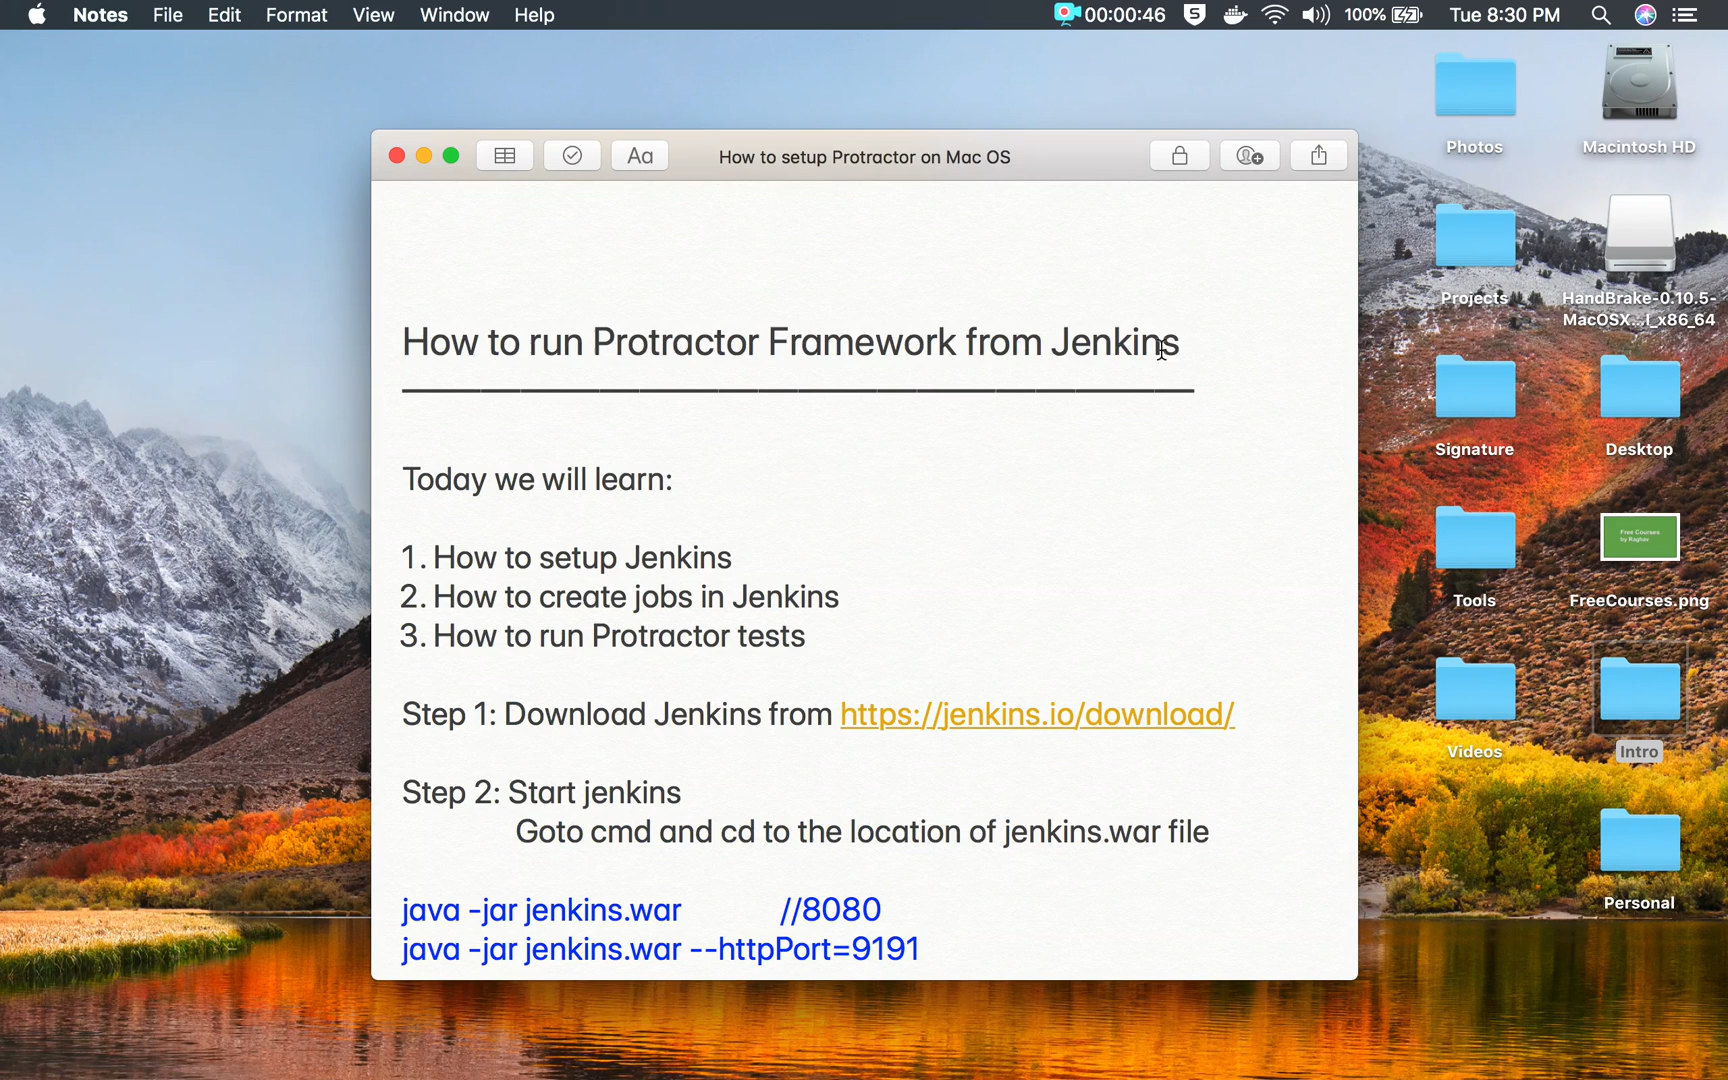 Notes File Edit Format View Window Help 00:00:46 100% Tue 8:30 PM
Aa How to setup Protractor on Mac OS
How to run Protractor Framework from Jenkins
Today we will learn:
1. How to setup Jenkins
2. How to create jobs in Jenkins
3. How to run Protractor tests
Step 1: Download Jenkins from https://jenkins.io/download/
Step 2: Start jenkins
Goto cmd and cd to the location of jenkins.war file
java -jar jenkins.war //8080
java -jar jenkins.war --httpPort=9191
Photos
Macintosh HD
Projects
HandBrake-0.10.5-
MacOSX...l_x86_64
Signature
Desktop
Free Courses
by Raghav
Tools
FreeCourses.png
Videos
Intro
Personal